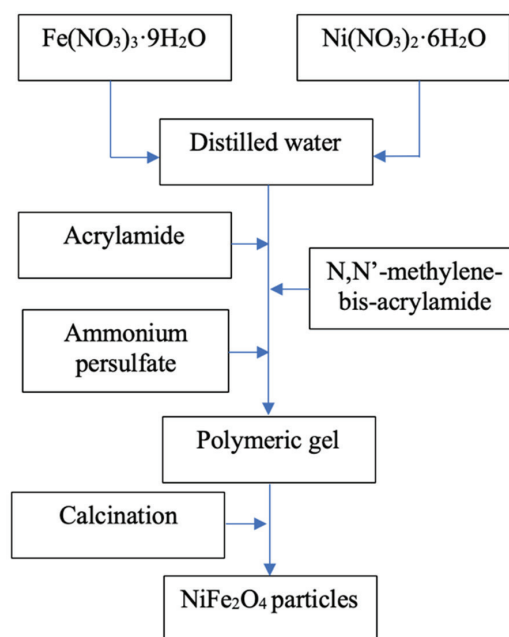 Fe(NO₃)₃·9H₂O
Ni(NO₃)₂·6H₂O
Distilled water
Acrylamide
N,N’-methylene-
bis-acrylamide
Ammonium
persulfate
Polymeric gel
Calcination
NiFe₂O₄ particles